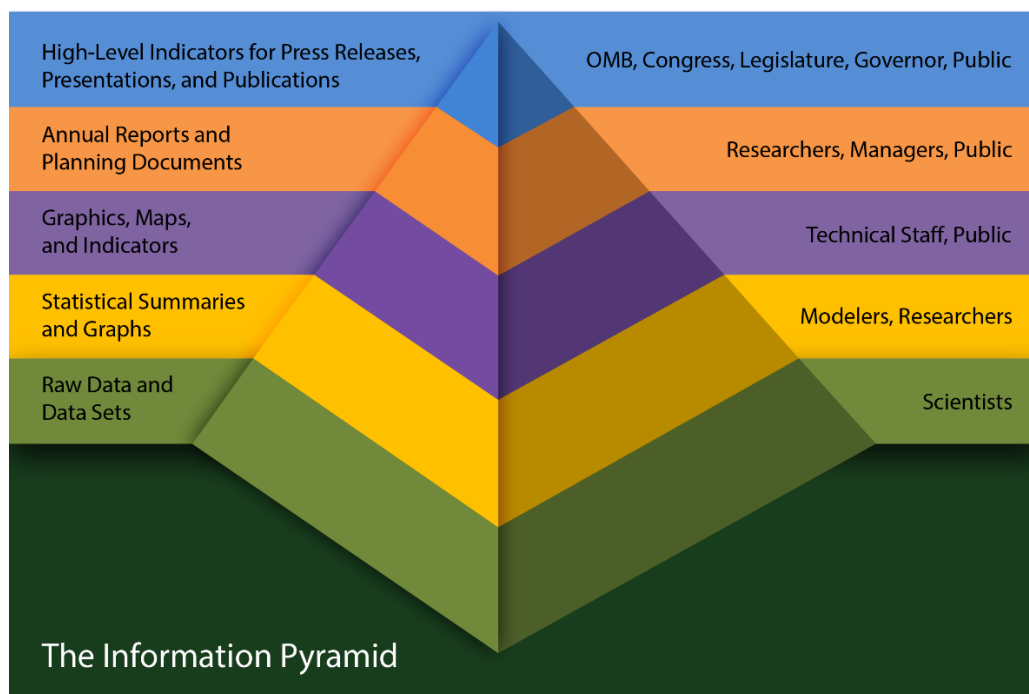 High-Level Indicators for Press Releases,
Presentations, and Publications
OMB, Congress, Legislature, Governor, Public
Annual Reports and
Planning Documents
Researchers, Managers, Public
Graphics, Maps,
and Indicators
Technical Staff, Public
Statistical Summaries
and Graphs
Modelers, Researchers
Raw Data and
Data Sets
Scientists
The Information Pyramid